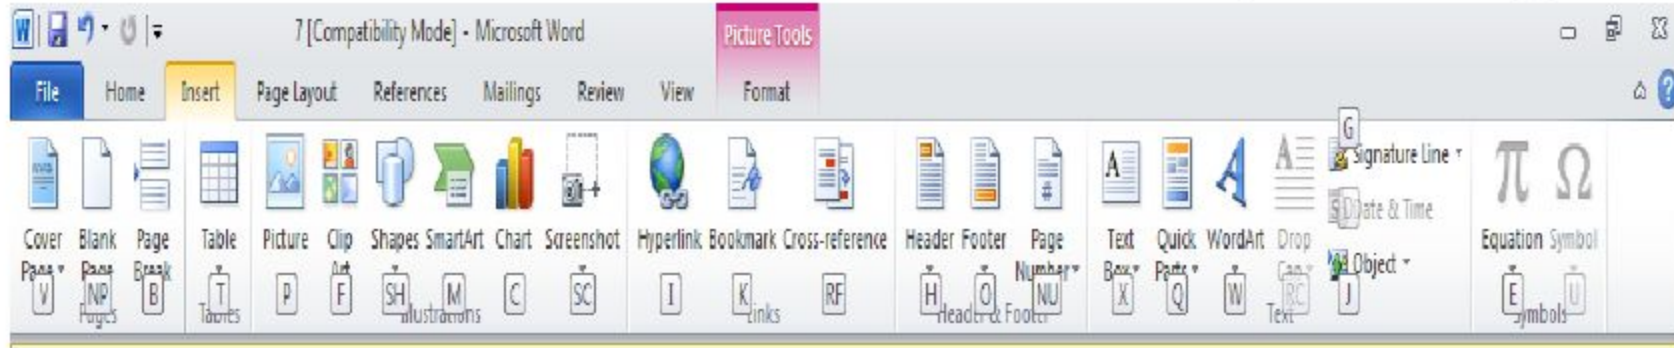 W
7 [Compatibility Mode] - Microsoft Word Picture Tools
File Home Insert Page Layout References Mailings Review View Format
G
Signature Line
Date & Time
Object
Cover Page Blank Page Page Break Table Picture Clip Art Shapes SmartArt Chart Screenshot Hyperlink Bookmark Cross-reference Header Footer Page Number Text Box Quick Parts WordArt Drop Cap Equation Symbol
V NP B T P F SH M C SC I K RF H O NU X Q W RC J E U
Pages Tables Illustrations Links Header & Footer Text Symbols